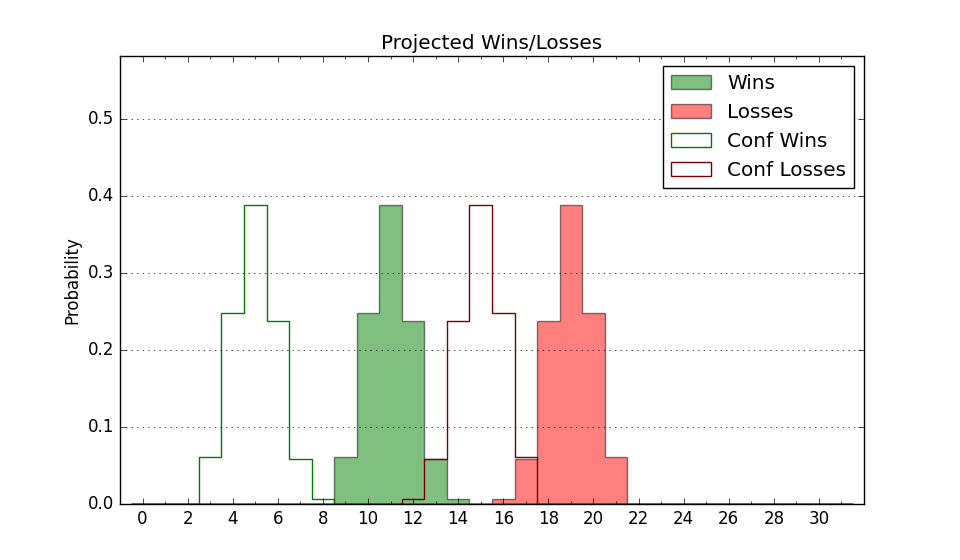 Projected Wins/Losses
Wins
Losses
Conf Wins
Conf Losses
Probability
0.5
0.4
0.3
0.2
0.1
0.0
0 2 4 6 8 10 12 14 16 18 20 22 24 26 28 30